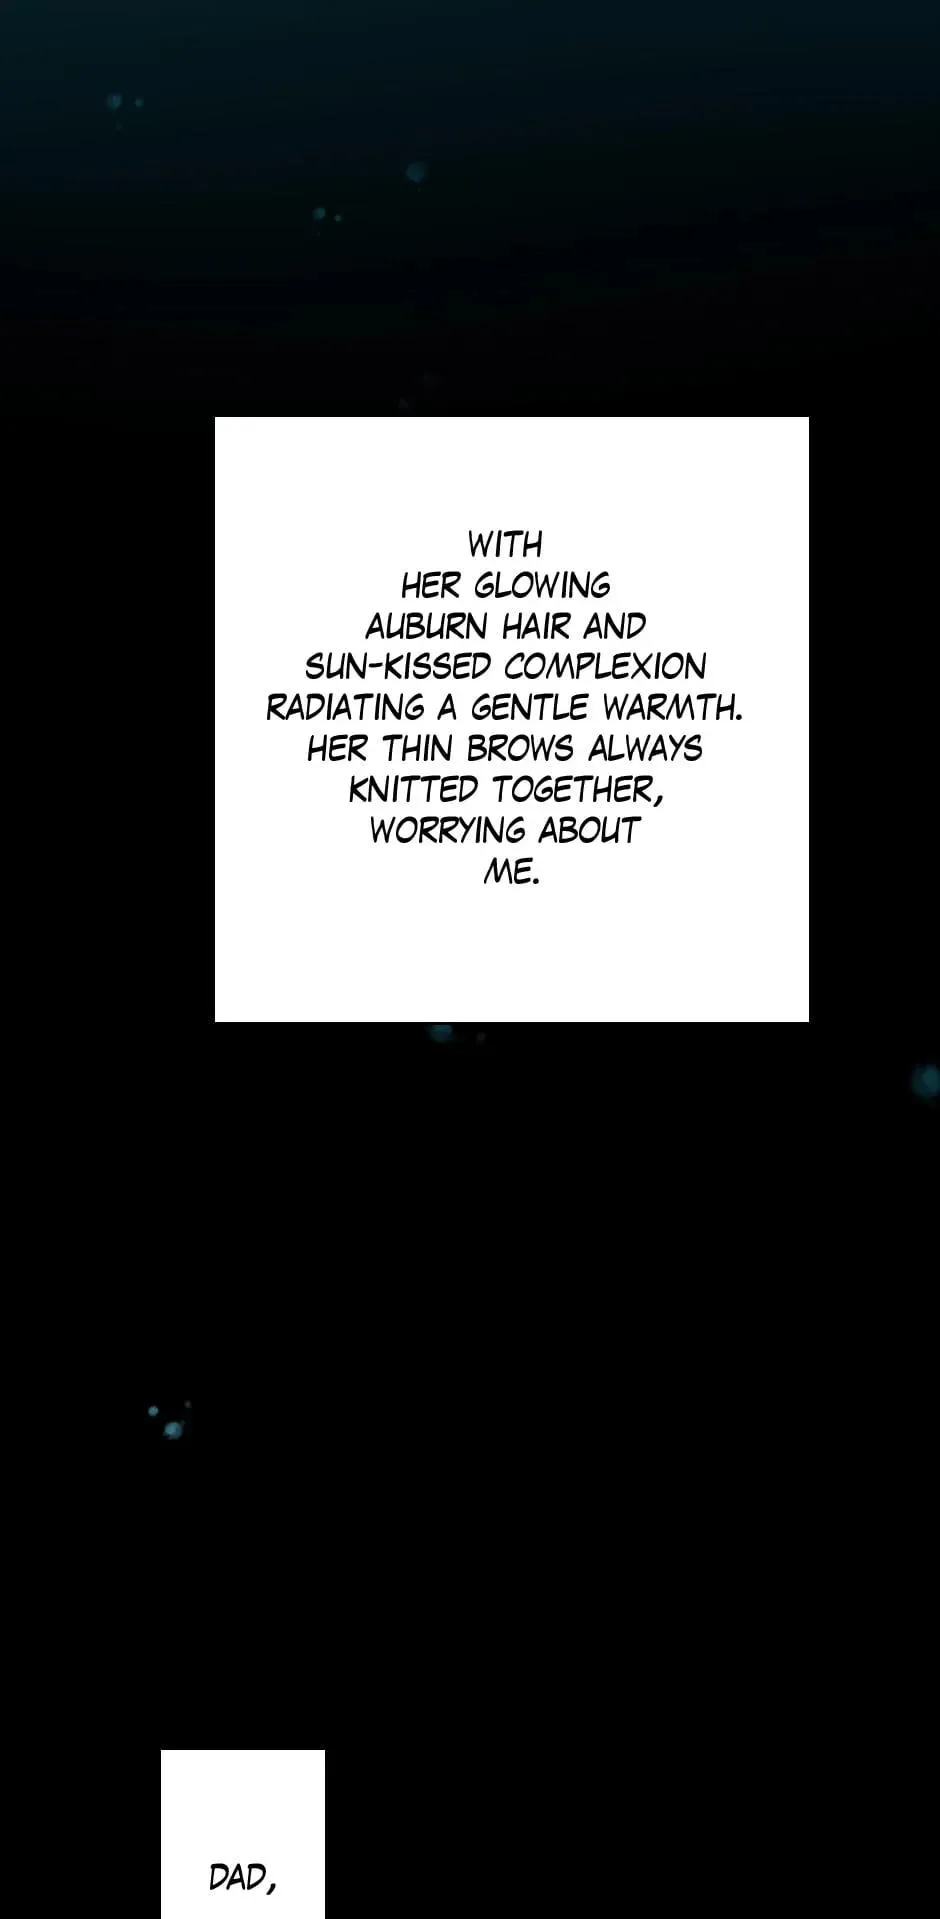 WITH
HER GLOWING
AUBURN HAIR AND
SUN-KISSED COMPLEXION
RADIATING A GENTLE WARMTH.
HER THIN BROWS ALWAYS
KNITTED TOGETHER,
WORRYING ABOUT
ME.
DAD,